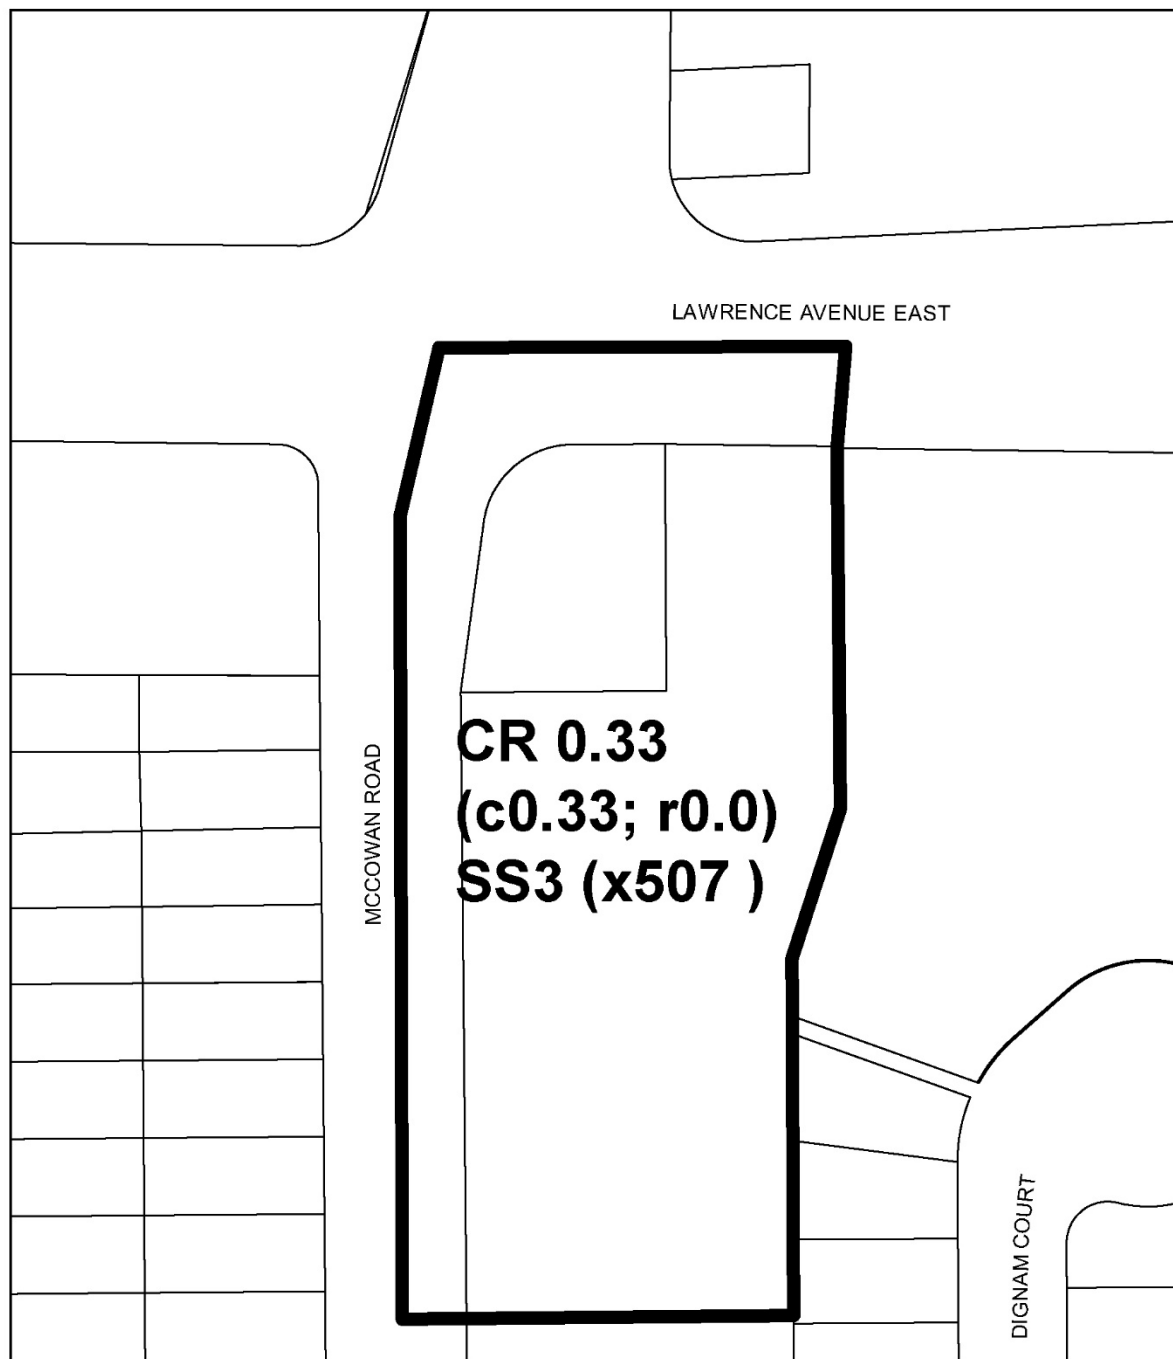 LAWRENCE AVENUE EAST
CR 0.33
(c0.33; r0.0)
SS3 (x507 )
MCCOWAN ROAD
DIGNAM COURT